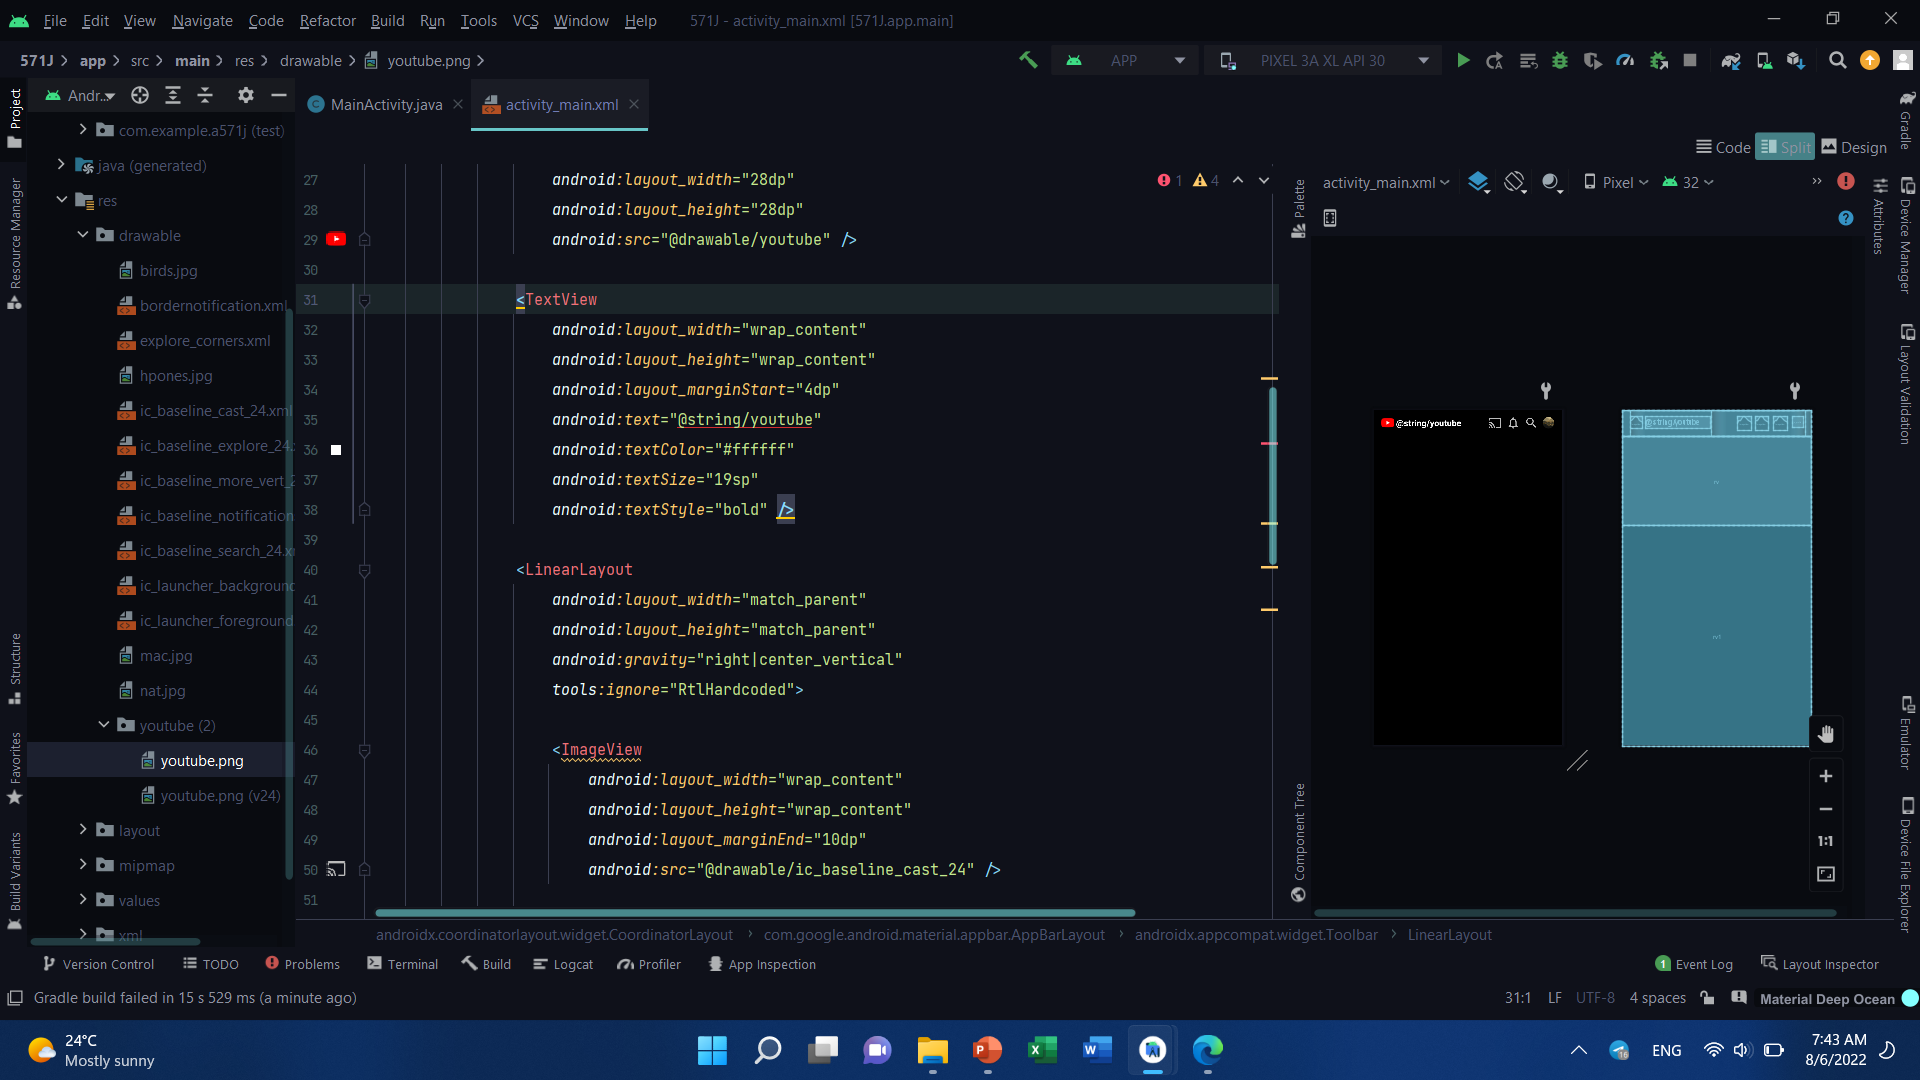 File Edit View Navigate Code Refactor Build Run Tools VCS Window Help 571J - activity_main.xml [571J.app.main]
571J app src main res drawable youtube.png
APP PIXEL 3A XL API 30
Project
Andr...
MainActivity.java activity_main.xml
Code Split Design
com.example.a571j (test)
java (generated)
res
drawable
birds.jpg
bordernotification.xml
explore_corners.xml
hpones.jpg
ic_baseline_cast_24.xml
ic_baseline_explore_24.
ic_baseline_more_vert_2
ic_baseline_notification
ic_baseline_search_24.x
ic_launcher_background
ic_launcher_foreground
mac.jpg
nat.jpg
youtube (2)
youtube.png
youtube.png (v24)
layout
mipmap
values
xml
Resource Manager
Structure
Favorites
Build Variants
27 android:layout_width="28dp"
28 android:layout_height="28dp"
29 android:src="@drawable/youtube" />
30
31 <TextView
32 android:layout_width="wrap_content"
33 android:layout_height="wrap_content"
34 android:layout_marginStart="4dp"
35 android:text="@string/youtube"
36 android:textColor="#ffffff"
37 android:textSize="19sp"
38 android:textStyle="bold" />
39
40 <LinearLayout
41 android:layout_width="match_parent"
42 android:layout_height="match_parent"
43 android:gravity="right|center_vertical"
44 tools:ignore="RtlHardcoded">
45
46 <ImageView
47 android:layout_width="wrap_content"
48 android:layout_height="wrap_content"
49 android:layout_marginEnd="10dp"
50 android:src="@drawable/ic_baseline_cast_24" />
51
1 4
Palette
Component Tree
activity_main.xml Pixel 32
@string/youtube
@string/youtube
1:1
Gradle
Device Manager
Attributes
Layout Validation
Emulator
Device File Explorer
androidx.coordinatorlayout.widget.CoordinatorLayout com.google.android.material.appbar.AppBarLayout androidx.appcompat.widget.Toolbar LinearLayout
Version Control TODO Problems Terminal Build Logcat Profiler App Inspection 1 Event Log Layout Inspector
Gradle build failed in 15 s 529 ms (a minute ago) 31:1 LF UTF-8 4 spaces Material Deep Ocean
24°C
Mostly sunny
16
ENG
7:43 AM
8/6/2022